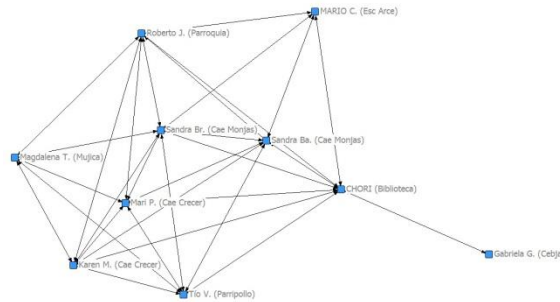 MARIO C. (Esc Arce)
Roberto J. (Parroquia)
Sandra Br. (Cae Monjas)
Sandra Ba. (Cae Monjas)
Magdalena T. (Mujica)
CHORI (Biblioteca)
Mari P. (Cae Crecer)
Gabriela G. (Cebja
Karen M. (Cae Crecer)
Tío V. (Parripollo)